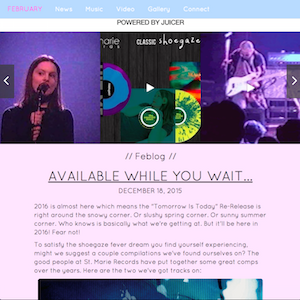 FEBRUARY News Music Video Gallery Connect
POWERED BY JUICER
CLASSIC shoegaze
// Feblog //
AVAILABLE WHILE YOU WAIT...
DECEMBER 18, 2015
2016 is almost here which means the "Tomorrow Is Today" Re-Release is
right around the snowy corner. Or slushy spring corner. Or sunny summer
corner. Who knows is basically what we're getting at. But it'll be here in
2016! Fear not!
To satisfy the shoegaze fever dream you find yourself experiencing,
might we suggest a couple compilations we've found ourselves on? The
good people at St. Marie Records have put together some great comps
over the years. Here are the two we've got tracks on: